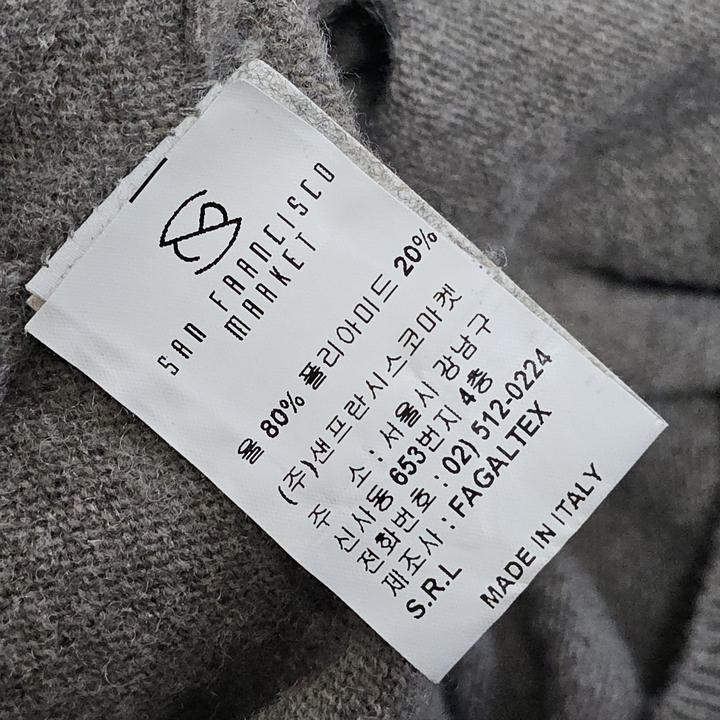 SAN FRANCISCO
MARKET
울 80% 폴리아미드 20%
(주)샌프란시스코마켓
주 소 : 서울시 강남구
신사동 653번지 4층
전화번호 : 02) 512-0224
제조사 : FAGALTEX
S.R.L
MADE IN ITALY